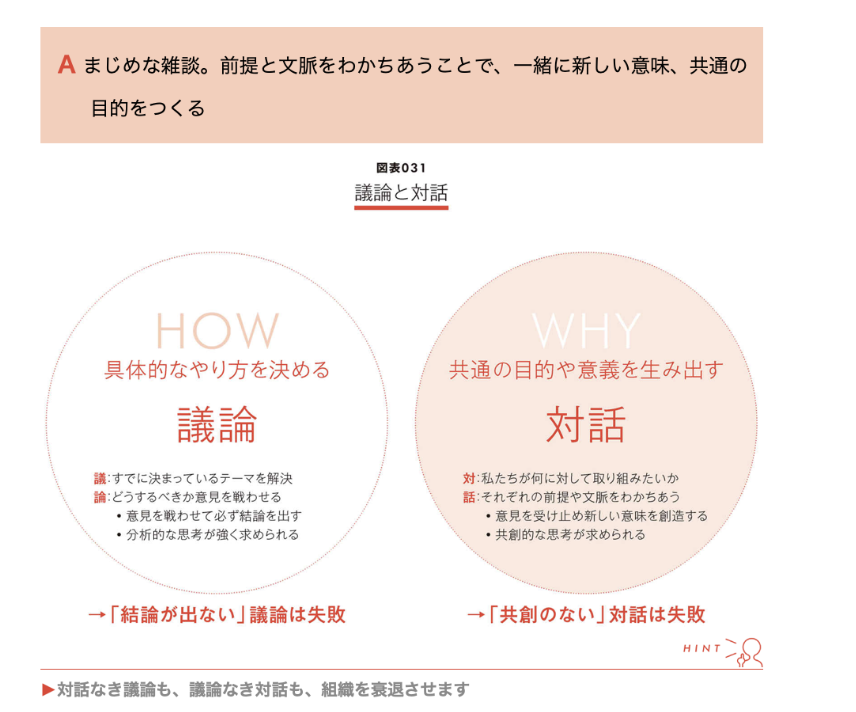 A まじめな雑談。前提と文脈をわかちあうことで、一緒に新しい意味、共通の
目的をつくる
図表031
議論と対話
HOW
具体的なやり方を決める
議論
議:すでに決まっているテーマを解決
論:どうするべきか意見を戦わせる
•意見を戦わせて必ず結論を出す
•分析的な思考が強く求められる
→「結論が出ない」議論は失敗
WHY
共通の目的や意義を生み出す
対話
対:私たちが何に対して取り組みたいか
話:それぞれの前提や文脈をわかちあう
•意見を受け止め新しい意味を創造する
•共創的な思考が求められる
→「共創のない」対話は失敗
HINT
▶対話なき議論も、議論なき対話も、組織を衰退させます